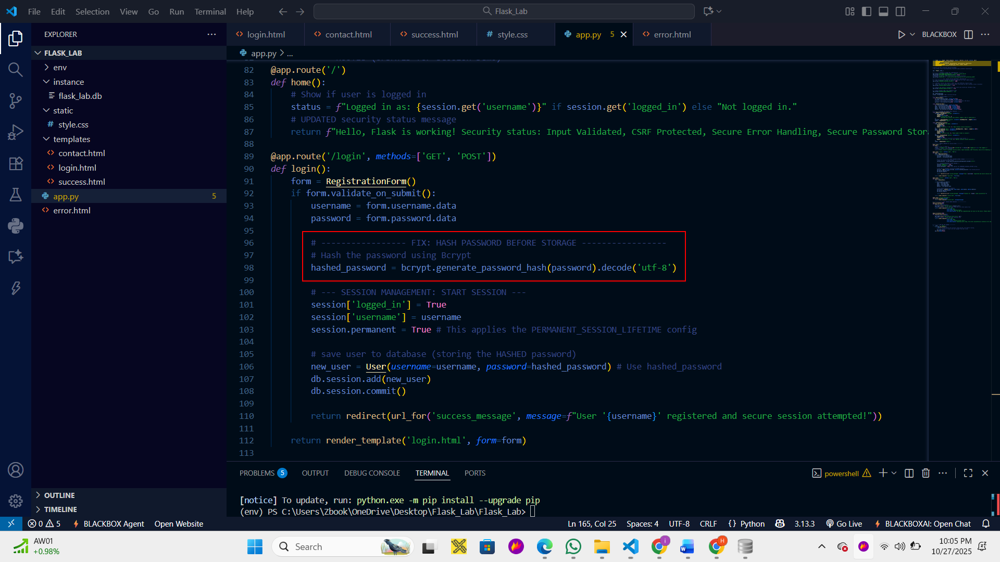 File Edit Selection View Go Run Terminal Help
Flask_Lab
EXPLORER
FLASK_LAB
env
instance
flask_lab.db
static
style.css
templates
contact.html
login.html
success.html
app.py 5
error.html
OUTLINE
TIMELINE
login.html contact.html success.html style.css app.py 5 error.html
BLACKBOX
app.py > ...
82 @app.route('/')
83 def home():
84 # Show if user is logged in
85 status = f"Logged in as: {session.get('username')}" if session.get('logged_in') else "Not logged in."
86 # UPDATED security status message
87 return f"Hello, Flask is working! Security status: Input Validated, CSRF Protected, Secure Error Handling, Secure Password Stor
88
89 @app.route('/login', methods=['GET', 'POST'])
90 def login():
91 form = RegistrationForm()
92 if form.validate_on_submit():
93 username = form.username.data
94 password = form.password.data
95
96 # ----------------- FIX: HASH PASSWORD BEFORE STORAGE -----------------
97 # Hash the password using Bcrypt
98 hashed_password = bcrypt.generate_password_hash(password).decode('utf-8')
99
100 # --- SESSION MANAGEMENT: START SESSION ---
101 session['logged_in'] = True
102 session['username'] = username
103 session.permanent = True # This applies the PERMANENT_SESSION_LIFETIME config
104
105 # save user to database (storing the HASHED password)
106 new_user = User(username=username, password=hashed_password) # Use hashed_password
107 db.session.add(new_user)
108 db.session.commit()
109
110 return redirect(url_for('success_message', message=f"User '{username}' registered and secure session attempted!"))
111
112 return render_template('login.html', form=form)
113
PROBLEMS 5 OUTPUT DEBUG CONSOLE TERMINAL PORTS
powershell
[notice] To update, run: python.exe -m pip install --upgrade pip
(env) PS C:\Users\Zbook\OneDrive\Desktop\Flask_Lab\Flask_Lab>
0 5 BLACKBOX Agent Open Website
Ln 165, Col 25 Spaces: 4 UTF-8 CRLF {} Python 3.13.3 Go Live BLACKBOXAI: Open Chat
AW01
+0.98%
Search
10:05 PM
10/27/2025